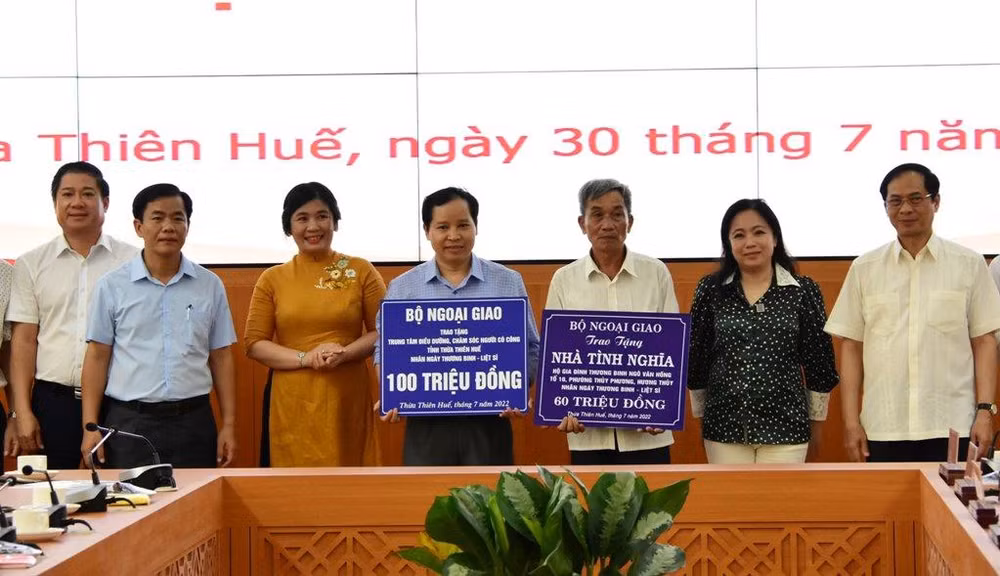 a Thiên Huế, ngày 30 tháng 7 năm
BỘ NGOẠI GIAO
TRAO TẶNG
TRUNG TÂM ĐIỀU DƯỠNG, CHĂM SÓC NGƯỜI CÓ CÔNG
TỈNH THỪA THIÊN HUẾ
NHÂN NGÀY THƯƠNG BINH - LIỆT SĨ
100 TRIỆU ĐỒNG
Thừa Thiên Huế, tháng 7 năm 2022
BỘ NGOẠI GIAO
Trao Tặng
NHÀ TÌNH NGHĨA
HỘ GIA ĐÌNH THƯƠNG BINH NGÔ VĂN HỒNG
TỔ 10, PHƯỜNG THỦY PHƯƠNG, HƯƠNG THỦY
NHÂN NGÀY THƯƠNG BINH - LIỆT SĨ
60 TRIỆU ĐỒNG
Thừa Thiên Huế, tháng 7 năm 2022